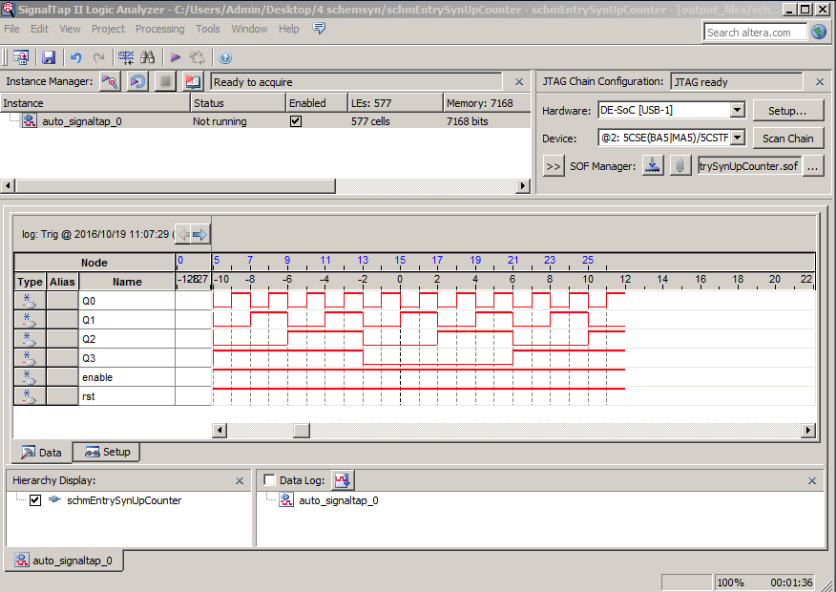 SignalTap II Logic Analyzer - C:/Users/Admin/Desktop/4 schemsyn/schmEntrySynUpCounter - schmEntrySynUpCounter - [output_files/sch...
File Edit View Project Processing Tools Window Help
Search altera.com
Instance Manager: Ready to acquire
JTAG Chain Configuration: JTAG ready
Instance Status Enabled LEs: 577 Memory: 7168
auto_signaltap_0 Not running 577 cells 7168 bits
Hardware: DE-SoC [USB-1] Setup...
Device: @2: 5CSE(BA5|MA5)/5CSTF Scan Chain
>> SOF Manager: trySynUpCounter.sof ...
log: Trig @ 2016/10/19 11:07:29 (
Node 0 5 7 9 11 13 15 17 19 21 23 25
Type Alias Name -10 -8 -6 -4 -2 0 2 4 6 8 10 12 14 16 18 20 22
Q0
Q1
Q2
Q3
enable
rst
Data Setup
Hierarchy Display:
Data Log:
schmEntrySynUpCounter
auto_signaltap_0
auto_signaltap_0
100% 00:01:36